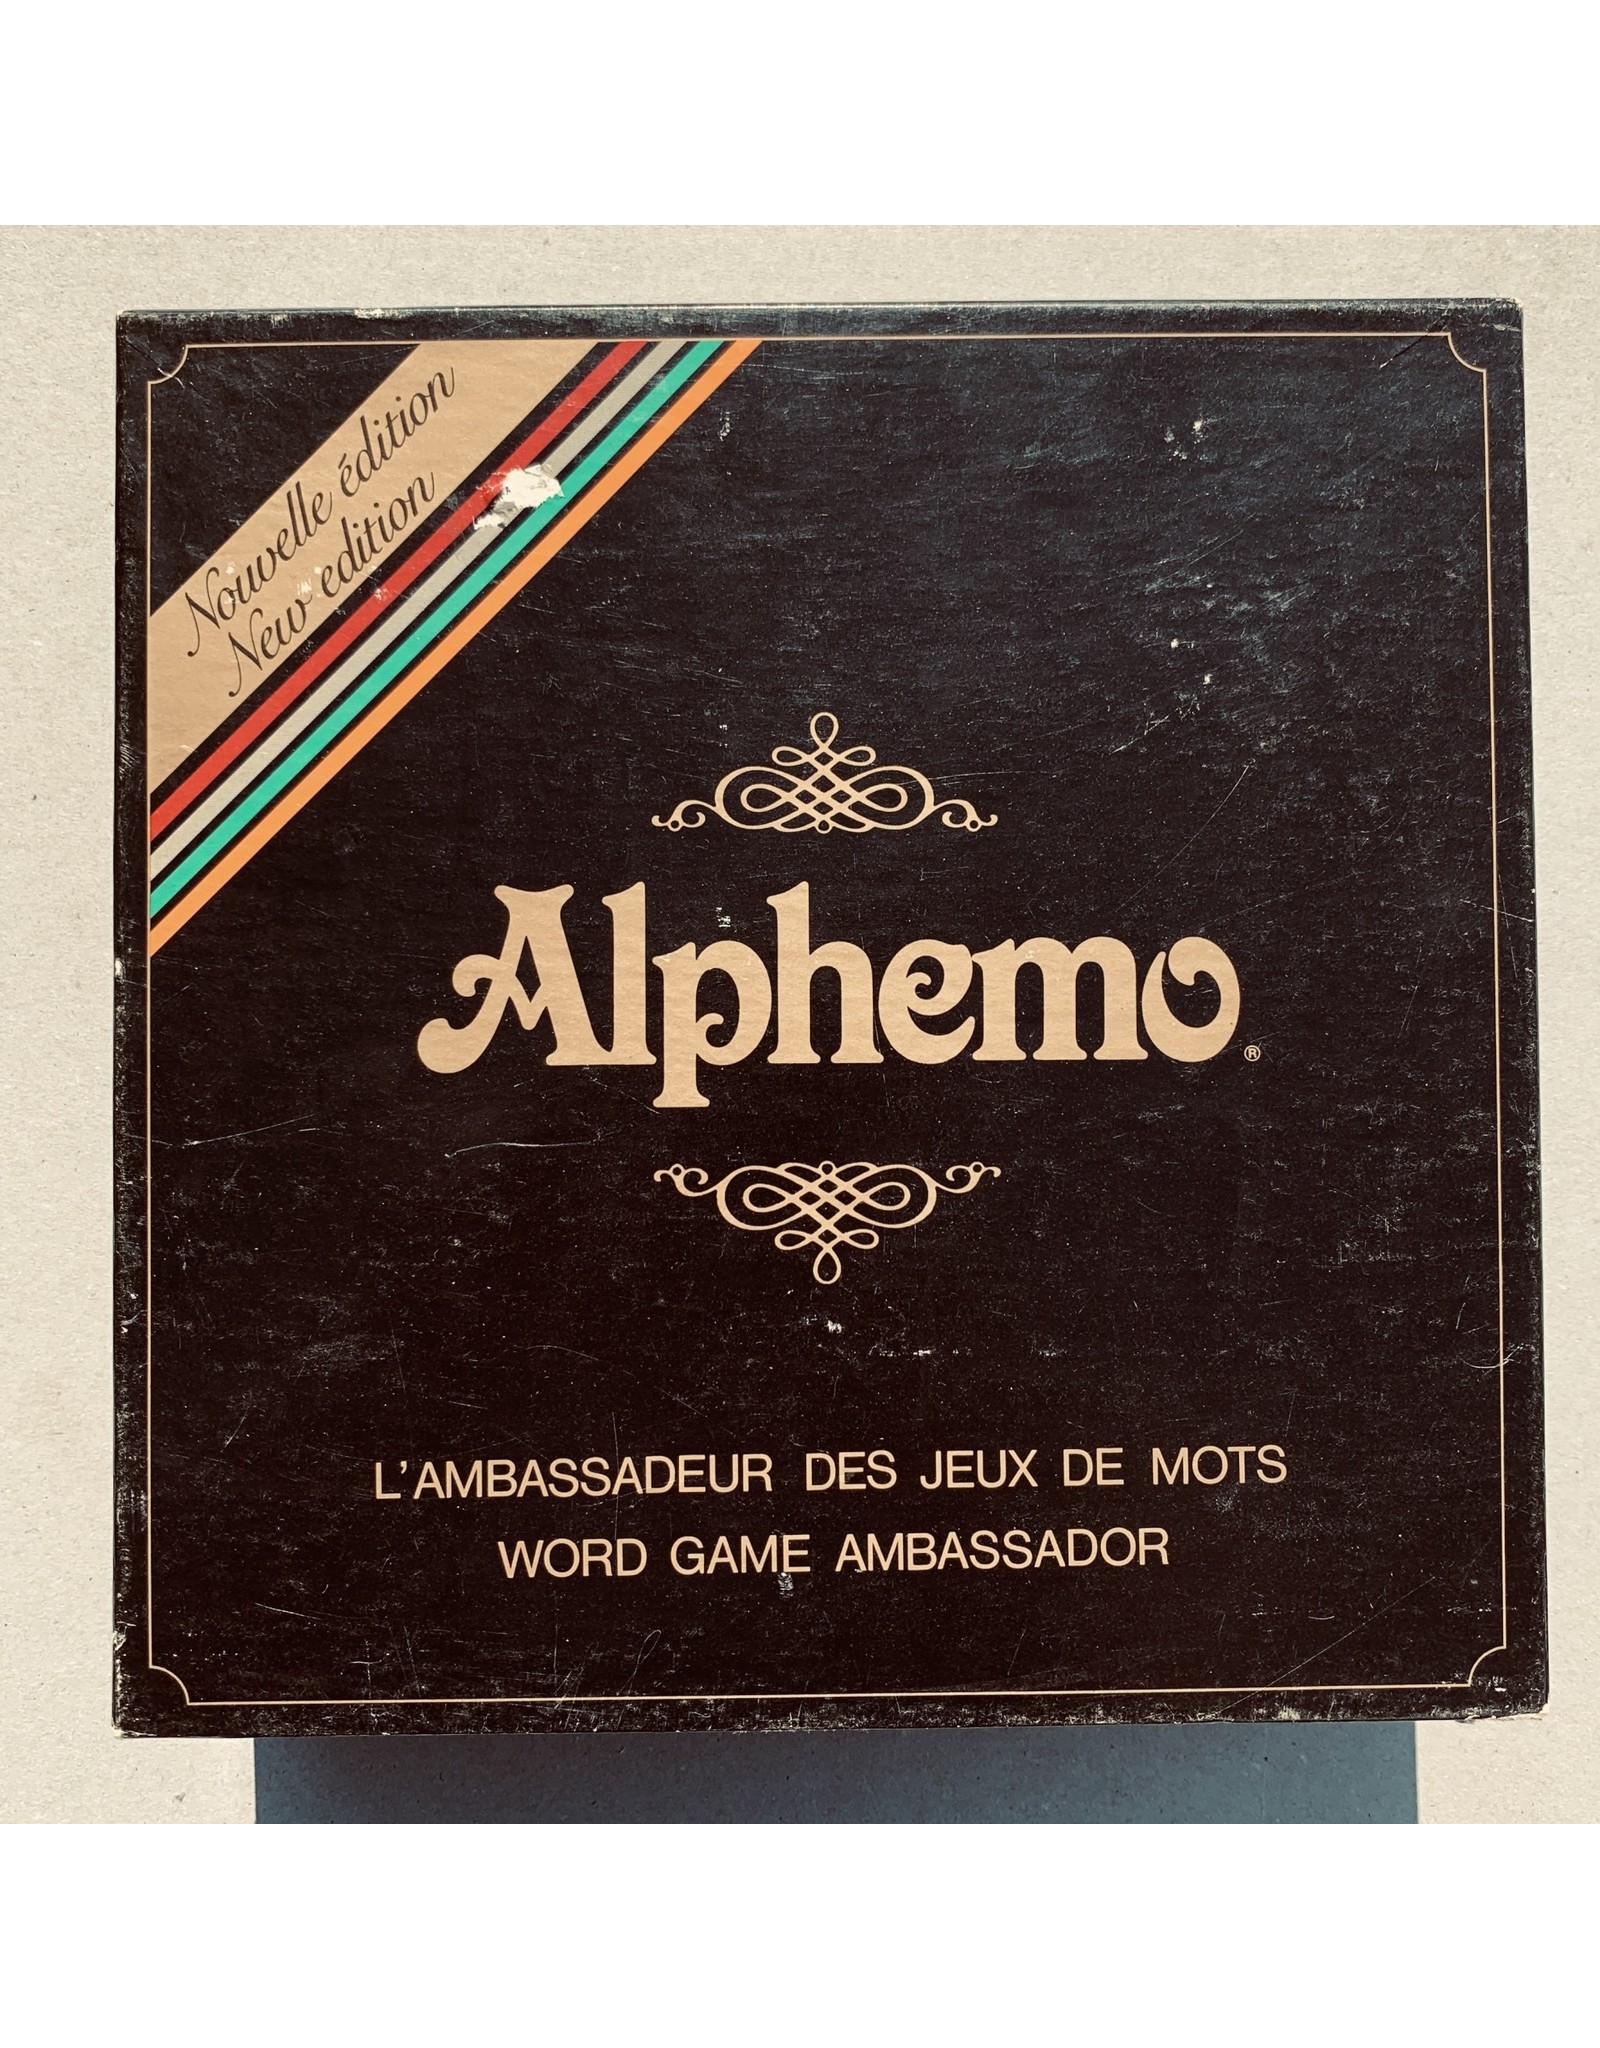 Nouvelle édition
New edition
Alphemo®
L'AMBASSADEUR DES JEUX DE MOTS
WORD GAME AMBASSADOR